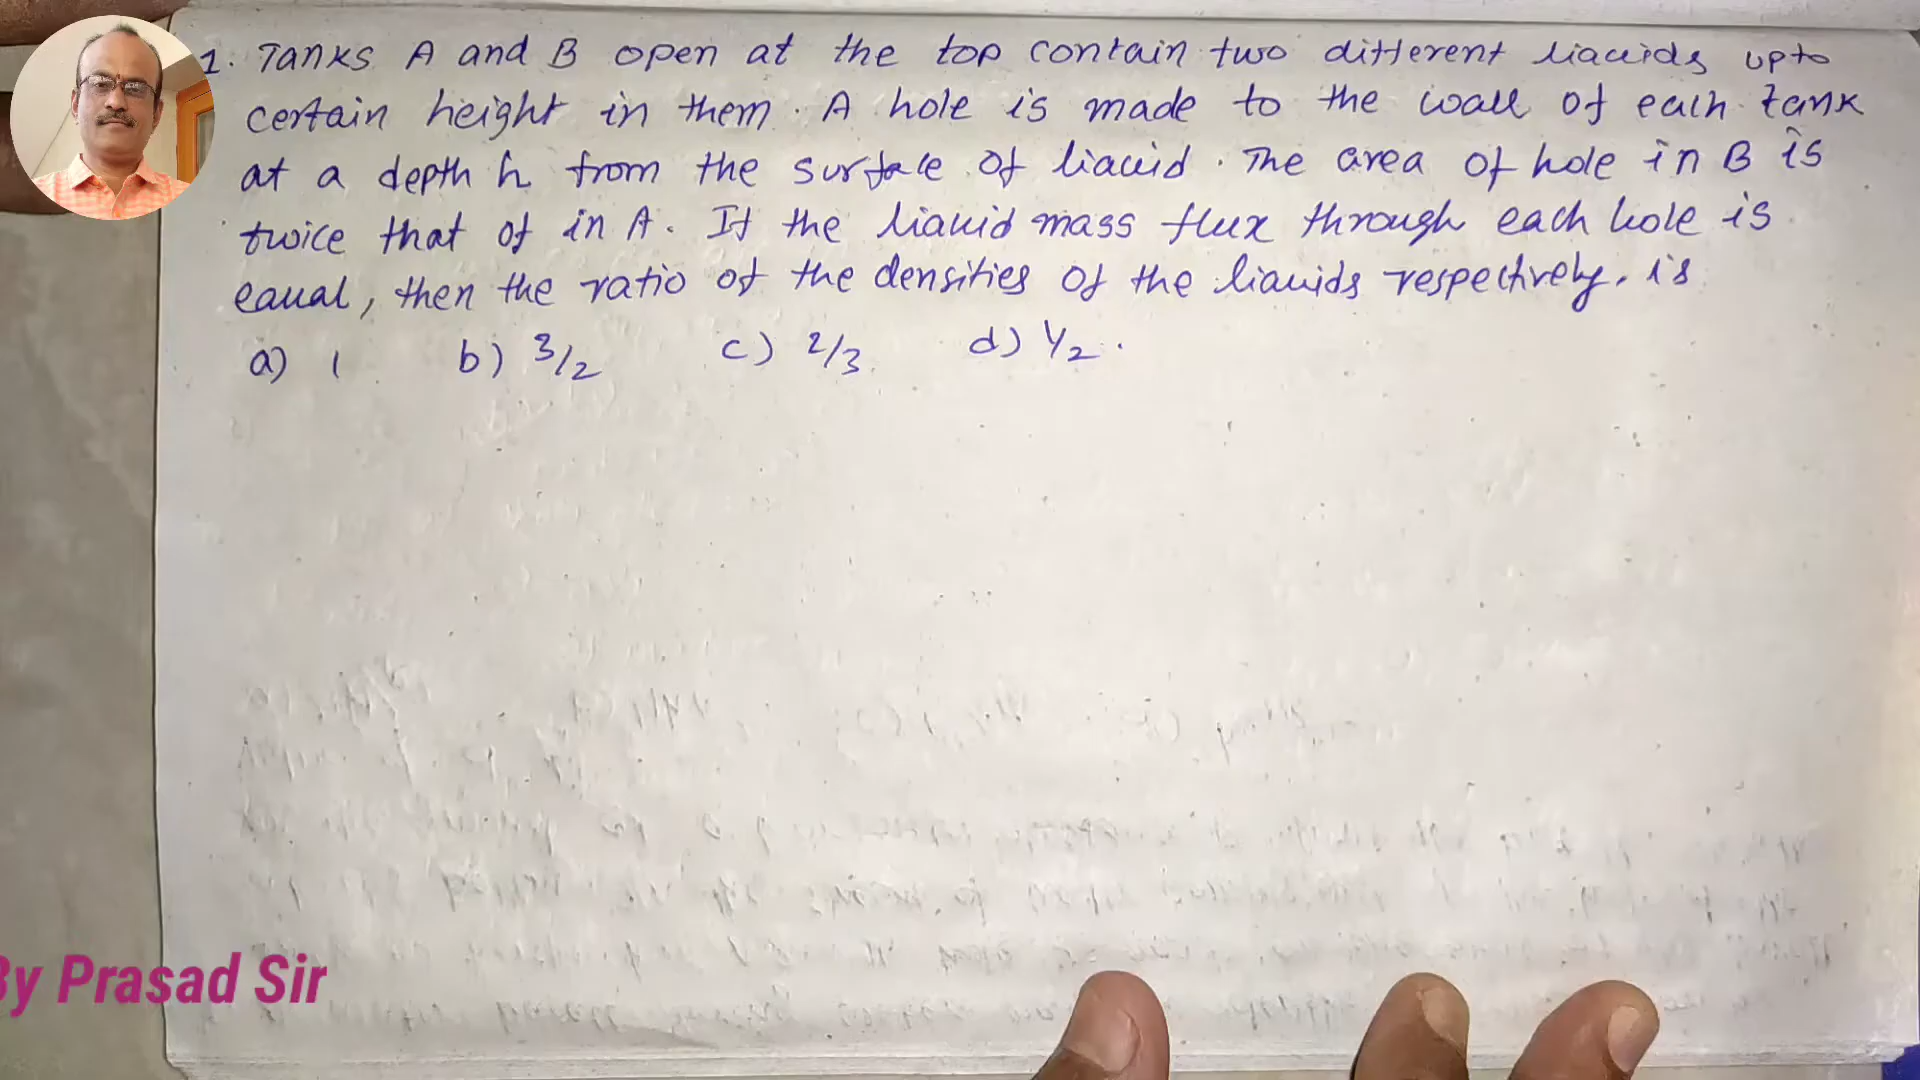 1. Tanks A and B open at the top contain two different liquids upto
certain height in them. A hole is made to the wall of each tank
at a depth h from the surface of liquid. The area of hole in B is
twice that of in A. If the liquid mass flux through each hole is
equal, then the ratio of the densities of the liquids respectively, is
a) 1 b) 3/2 c) 2/3 d) 1/2.
By Prasad Sir